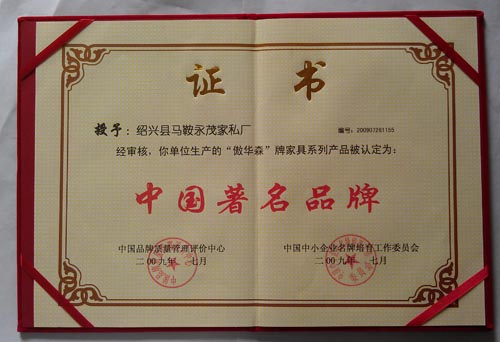 证书
授予：绍兴县马鞍永茂家私厂
编号：200907261155
经审核，你单位生产的“傲华森”牌家具系列产品被认定为：
中国著名品牌
中国品牌质量管理评价中心
二00九年 七月
中国中小企业名牌培育工作委员会
二00九年 七月